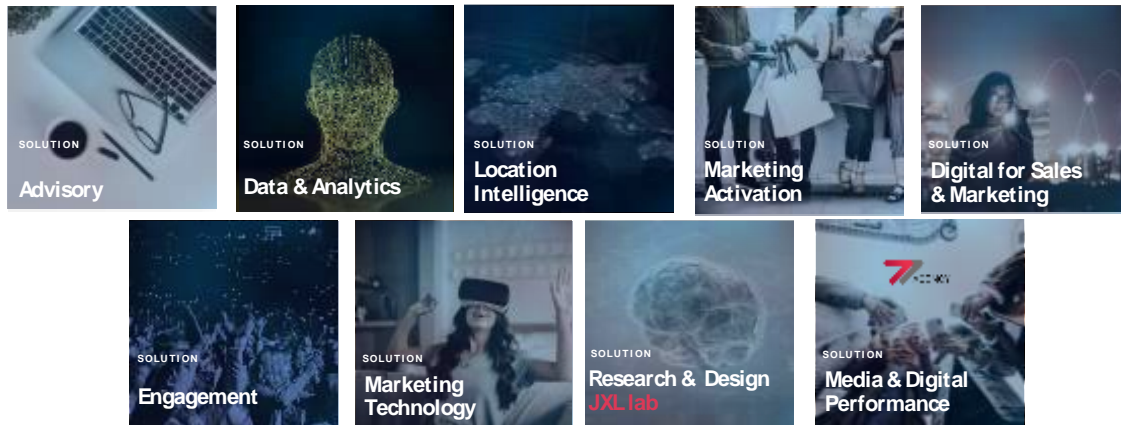 SOLUTION
Advisory
SOLUTION
Data & Analytics
SOLUTION
Location
Intelligence
SOLUTION
Marketing
Activation
SOLUTION
Digital for Sales
& Marketing
SOLUTION
Engagement
SOLUTION
Marketing
Technology
SOLUTION
Research & Design
JXL lab
SOLUTION
Media & Digital
Performance